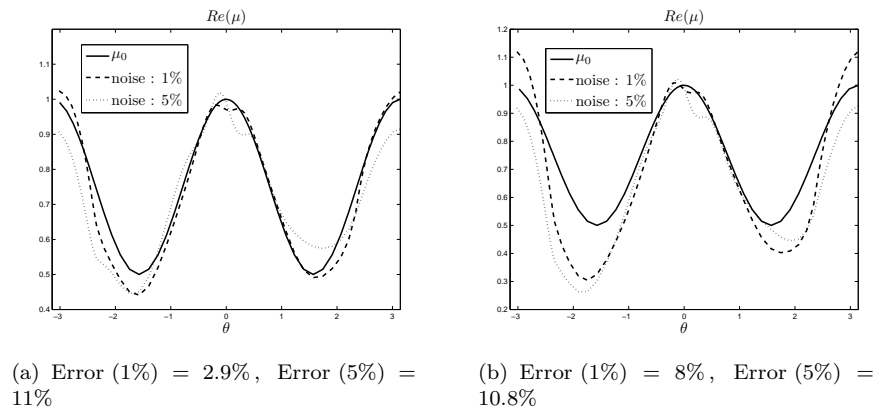 Re(μ)
μ₀
noise : 1%
noise : 5%
1.1
1
0.9
0.8
0.7
0.6
0.5
0.4
−3
−2
−1
0
1
2
3
θ
(a) Error (1%) = 2.9% , Error (5%) =
11%
Re(μ)
μ₀
noise : 1%
noise : 5%
1.2
1.1
1
0.9
0.8
0.7
0.6
0.5
0.4
0.3
0.2
−3
−2
−1
0
1
2
3
θ
(b) Error (1%) = 8% , Error (5%) =
10.8%